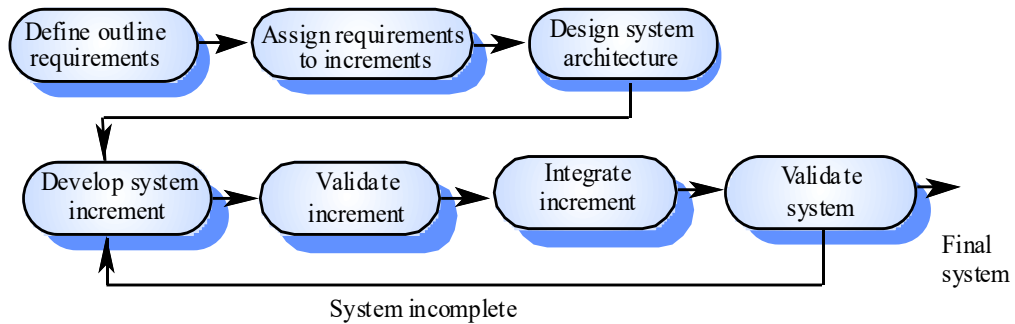 Define outline
requirements
Assign requirements
to increments
Design system
architecture
Develop system
increment
Validate
increment
Integrate
increment
Validate
system
Final
system
System incomplete